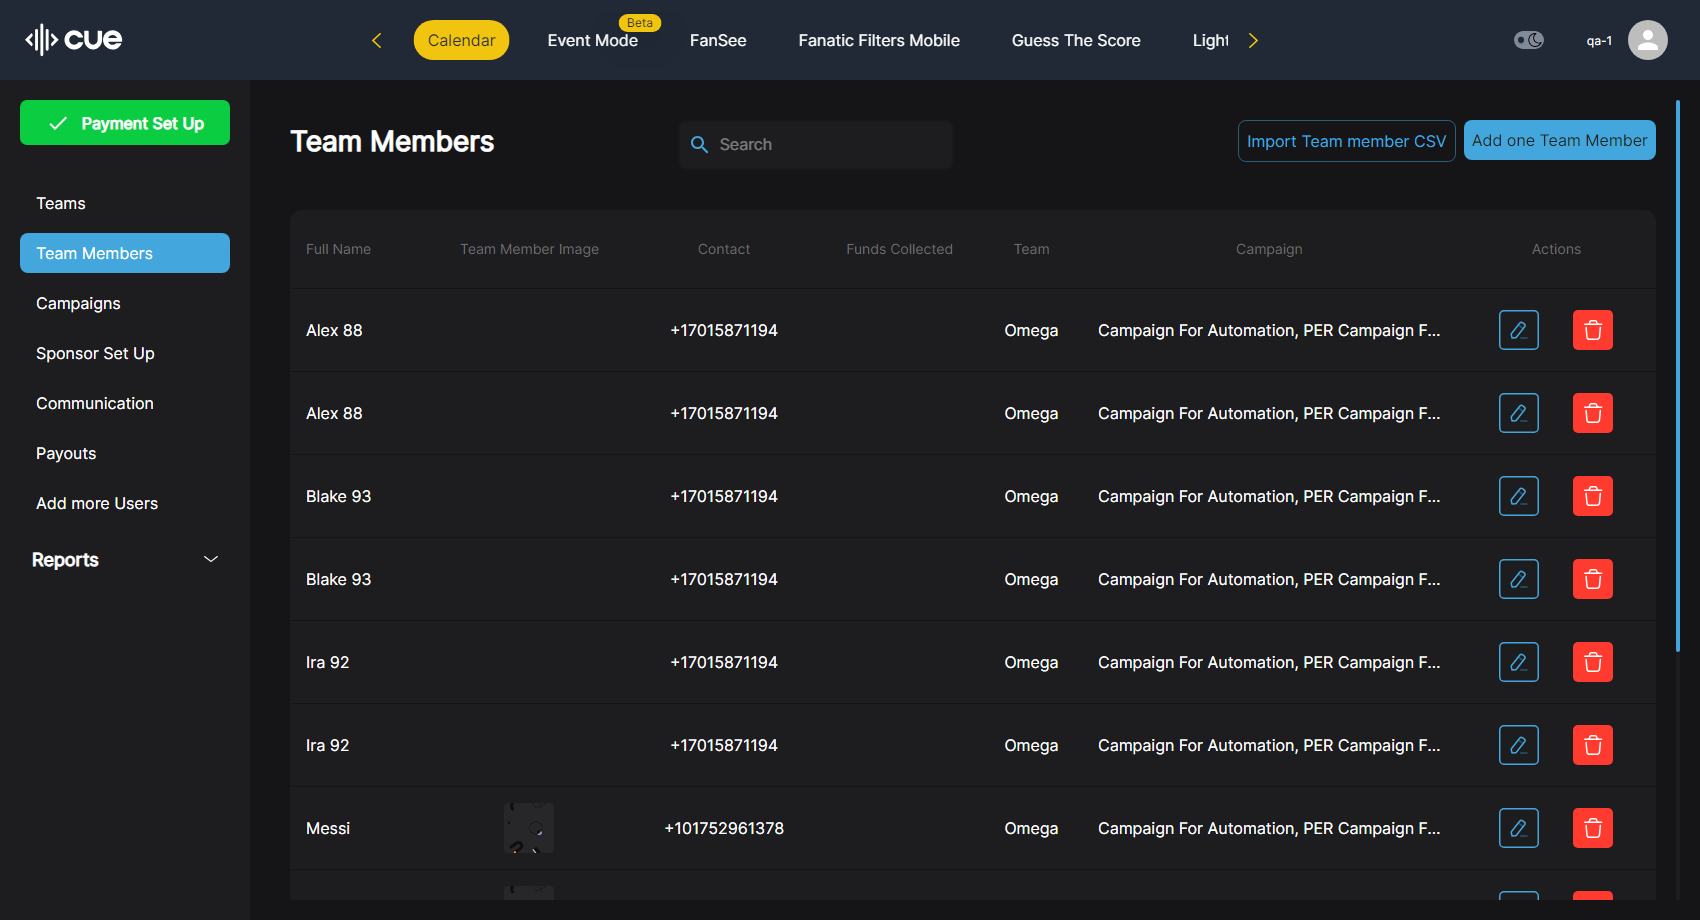 cue
Calendar
Event Mode
Beta
FanSee
Fanatic Filters Mobile
Guess The Score
Light
qa-1
Payment Set Up
Teams
Team Members
Campaigns
Sponsor Set Up
Communication
Payouts
Add more Users
Reports
Team Members
Search
Import Team member CSV
Add one Team Member
Full Name Team Member Image Contact Funds Collected Team Campaign Actions
Alex 88 +17015871194 Omega Campaign For Automation, PER Campaign F...
Alex 88 +17015871194 Omega Campaign For Automation, PER Campaign F...
Blake 93 +17015871194 Omega Campaign For Automation, PER Campaign F...
Blake 93 +17015871194 Omega Campaign For Automation, PER Campaign F...
Ira 92 +17015871194 Omega Campaign For Automation, PER Campaign F...
Ira 92 +17015871194 Omega Campaign For Automation, PER Campaign F...
Messi +101752961378 Omega Campaign For Automation, PER Campaign F...